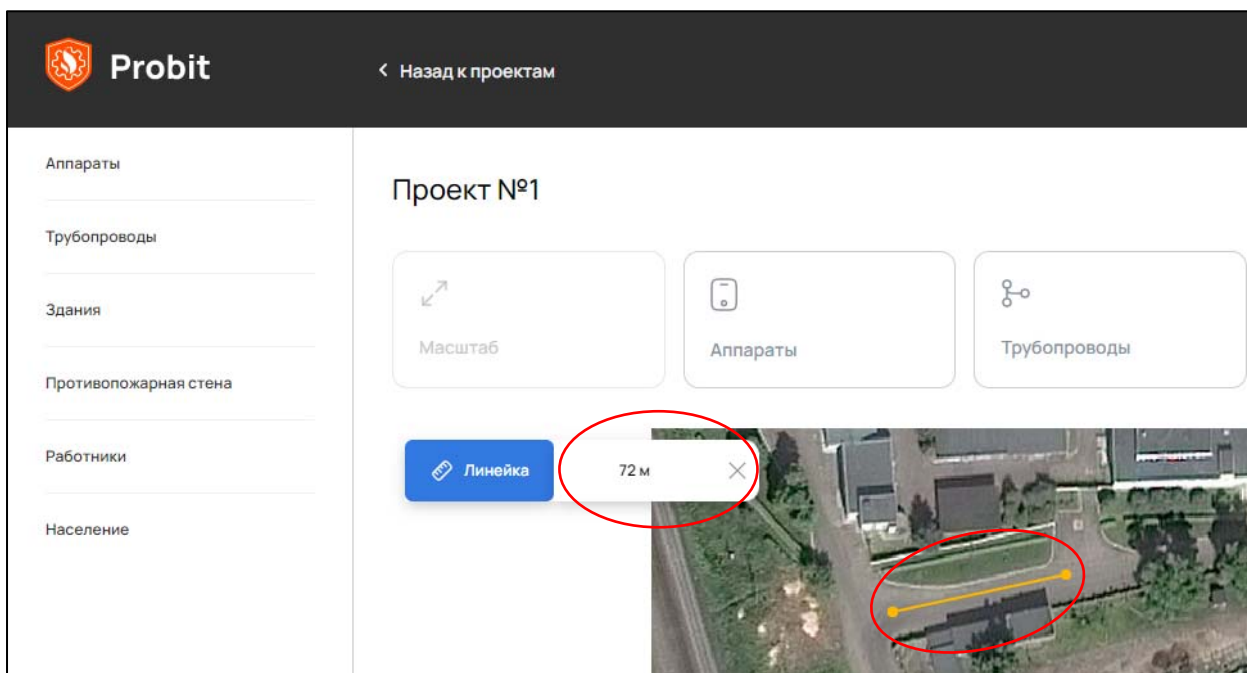 Probit
Назад к проектам
Аппараты
Трубопроводы
Здания
Противопожарная стена
Работники
Население
Проект №1
Масштаб
Аппараты
Трубопроводы
Линейка
72 м